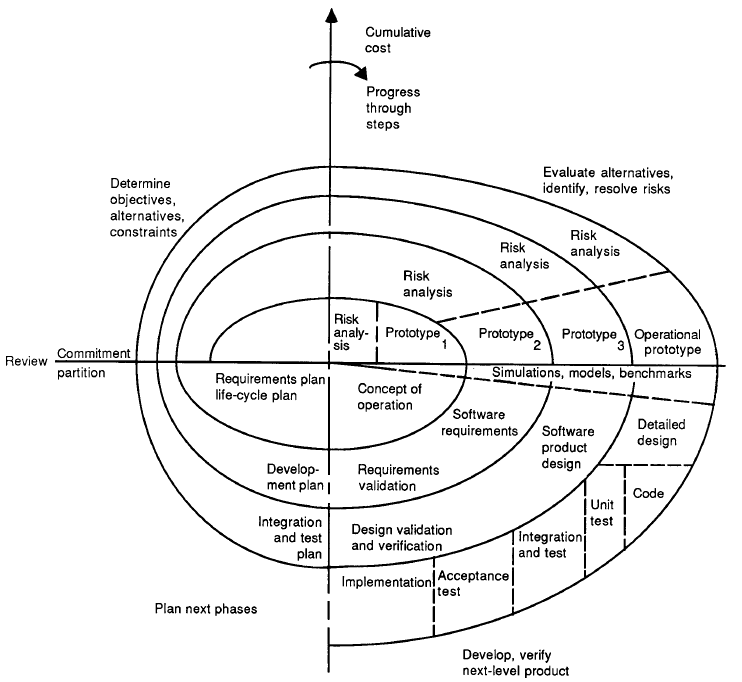 Cumulative
cost
Progress
through
steps
Evaluate alternatives,
identify, resolve risks
Determine
objectives,
alternatives,
constraints
Risk
analysis
Risk
analysis
Risk
analysis
Risk
analy-
sis
Prototype
1
Prototype
2
Prototype
3
Operational
prototype
Review
Commitment
partition
Simulations, models, benchmarks
Requirements plan
life-cycle plan
Concept of
operation
Software
requirements
Software
product
design
Detailed
design
Develop-
ment plan
Requirements
validation
Code
Unit
test
Integration
and test
plan
Design validation
and verification
Integration
and test
Acceptance
test
Implementation
Plan next phases
Develop, verify
next-level product